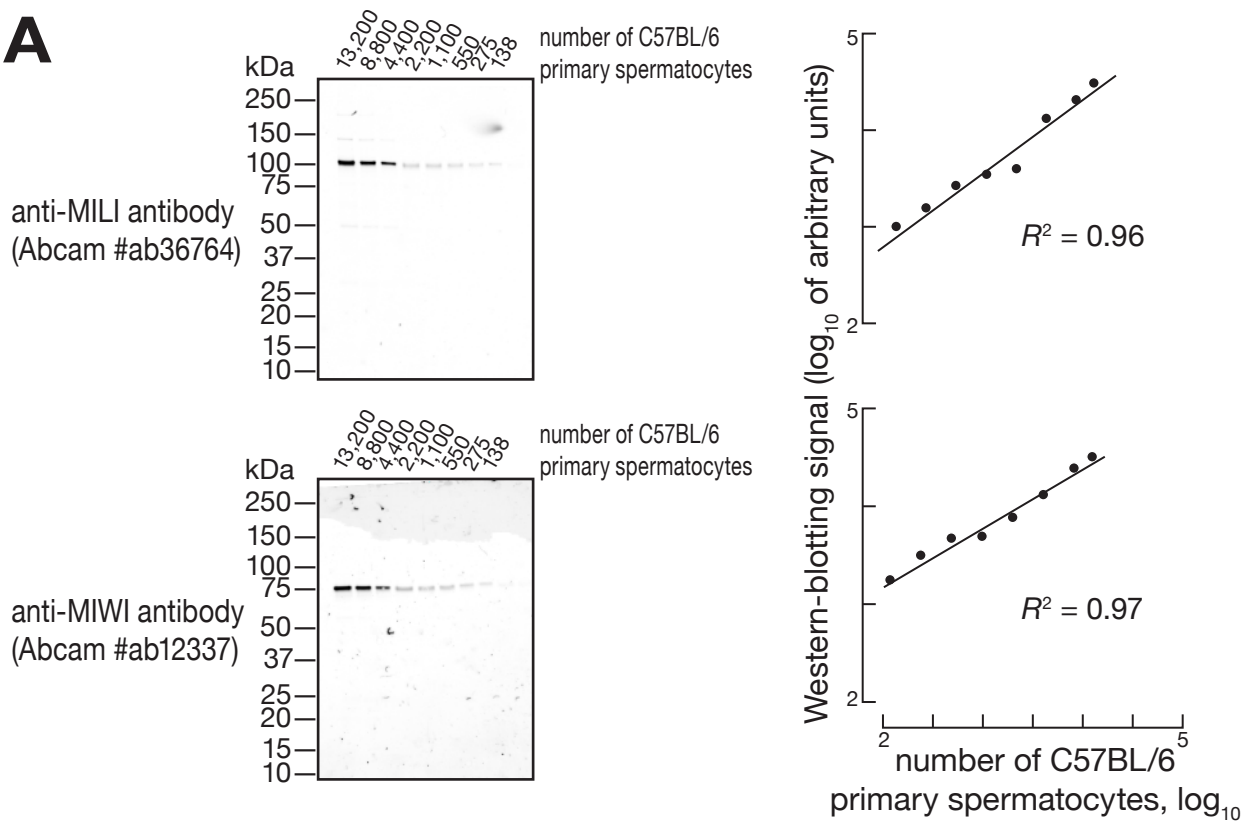 A
13,200
8,800
4,400
2,200
1,100
550
275
138
number of C57BL/6
primary spermatocytes
kDa
250
150
100
75
50
37
25
20
15
10
anti-MILI antibody
(Abcam #ab36764)
5
2
R² = 0.96
13,200
8,800
4,400
2,200
1,100
550
275
138
number of C57BL/6
primary spermatocytes
kDa
250
150
100
75
50
37
25
20
15
10
anti-MIWI antibody
(Abcam #ab12337)
5
2
R² = 0.97
Western-blotting signal (log₁₀ of arbitrary units)
2
5
number of C57BL/6
primary spermatocytes, log₁₀